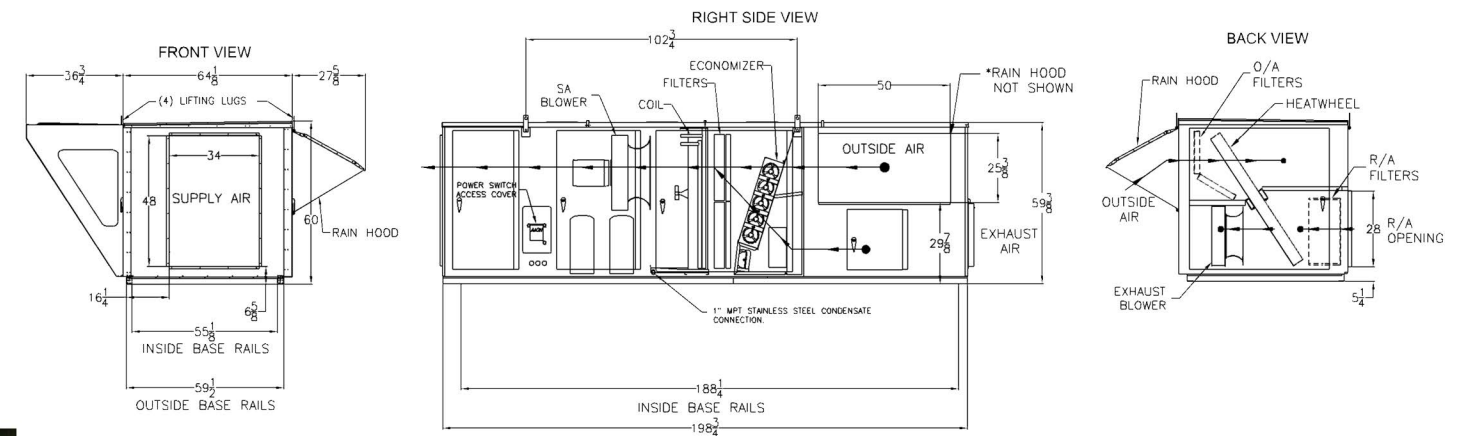 RIGHT SIDE VIEW
FRONT VIEW
BACK VIEW
36 3/4
64 1/8
27 5/8
(4) LIFTING LUGS
34
48
SUPPLY AIR
60
RAIN HOOD
16 1/4
6 5/8
55 1/8
INSIDE BASE RAILS
59 1/2
OUTSIDE BASE RAILS
102 3/4
ECONOMIZER
FILTERS
SA
BLOWER
COIL
50
*RAIN HOOD
NOT SHOWN
OUTSIDE AIR
25 3/8
59 3/8
POWER SWITCH
ACCESS COVER
AAON
29 7/8
EXHAUST
AIR
1" MPT STAINLESS STEEL CONDENSATE
CONNECTION.
188 1/4
INSIDE BASE RAILS
198 3/4
O/A
FILTERS
RAIN HOOD
HEATWHEEL
R/A
FILTERS
OUTSIDE
AIR
28
R/A
OPENING
EXHAUST
BLOWER
5 1/4